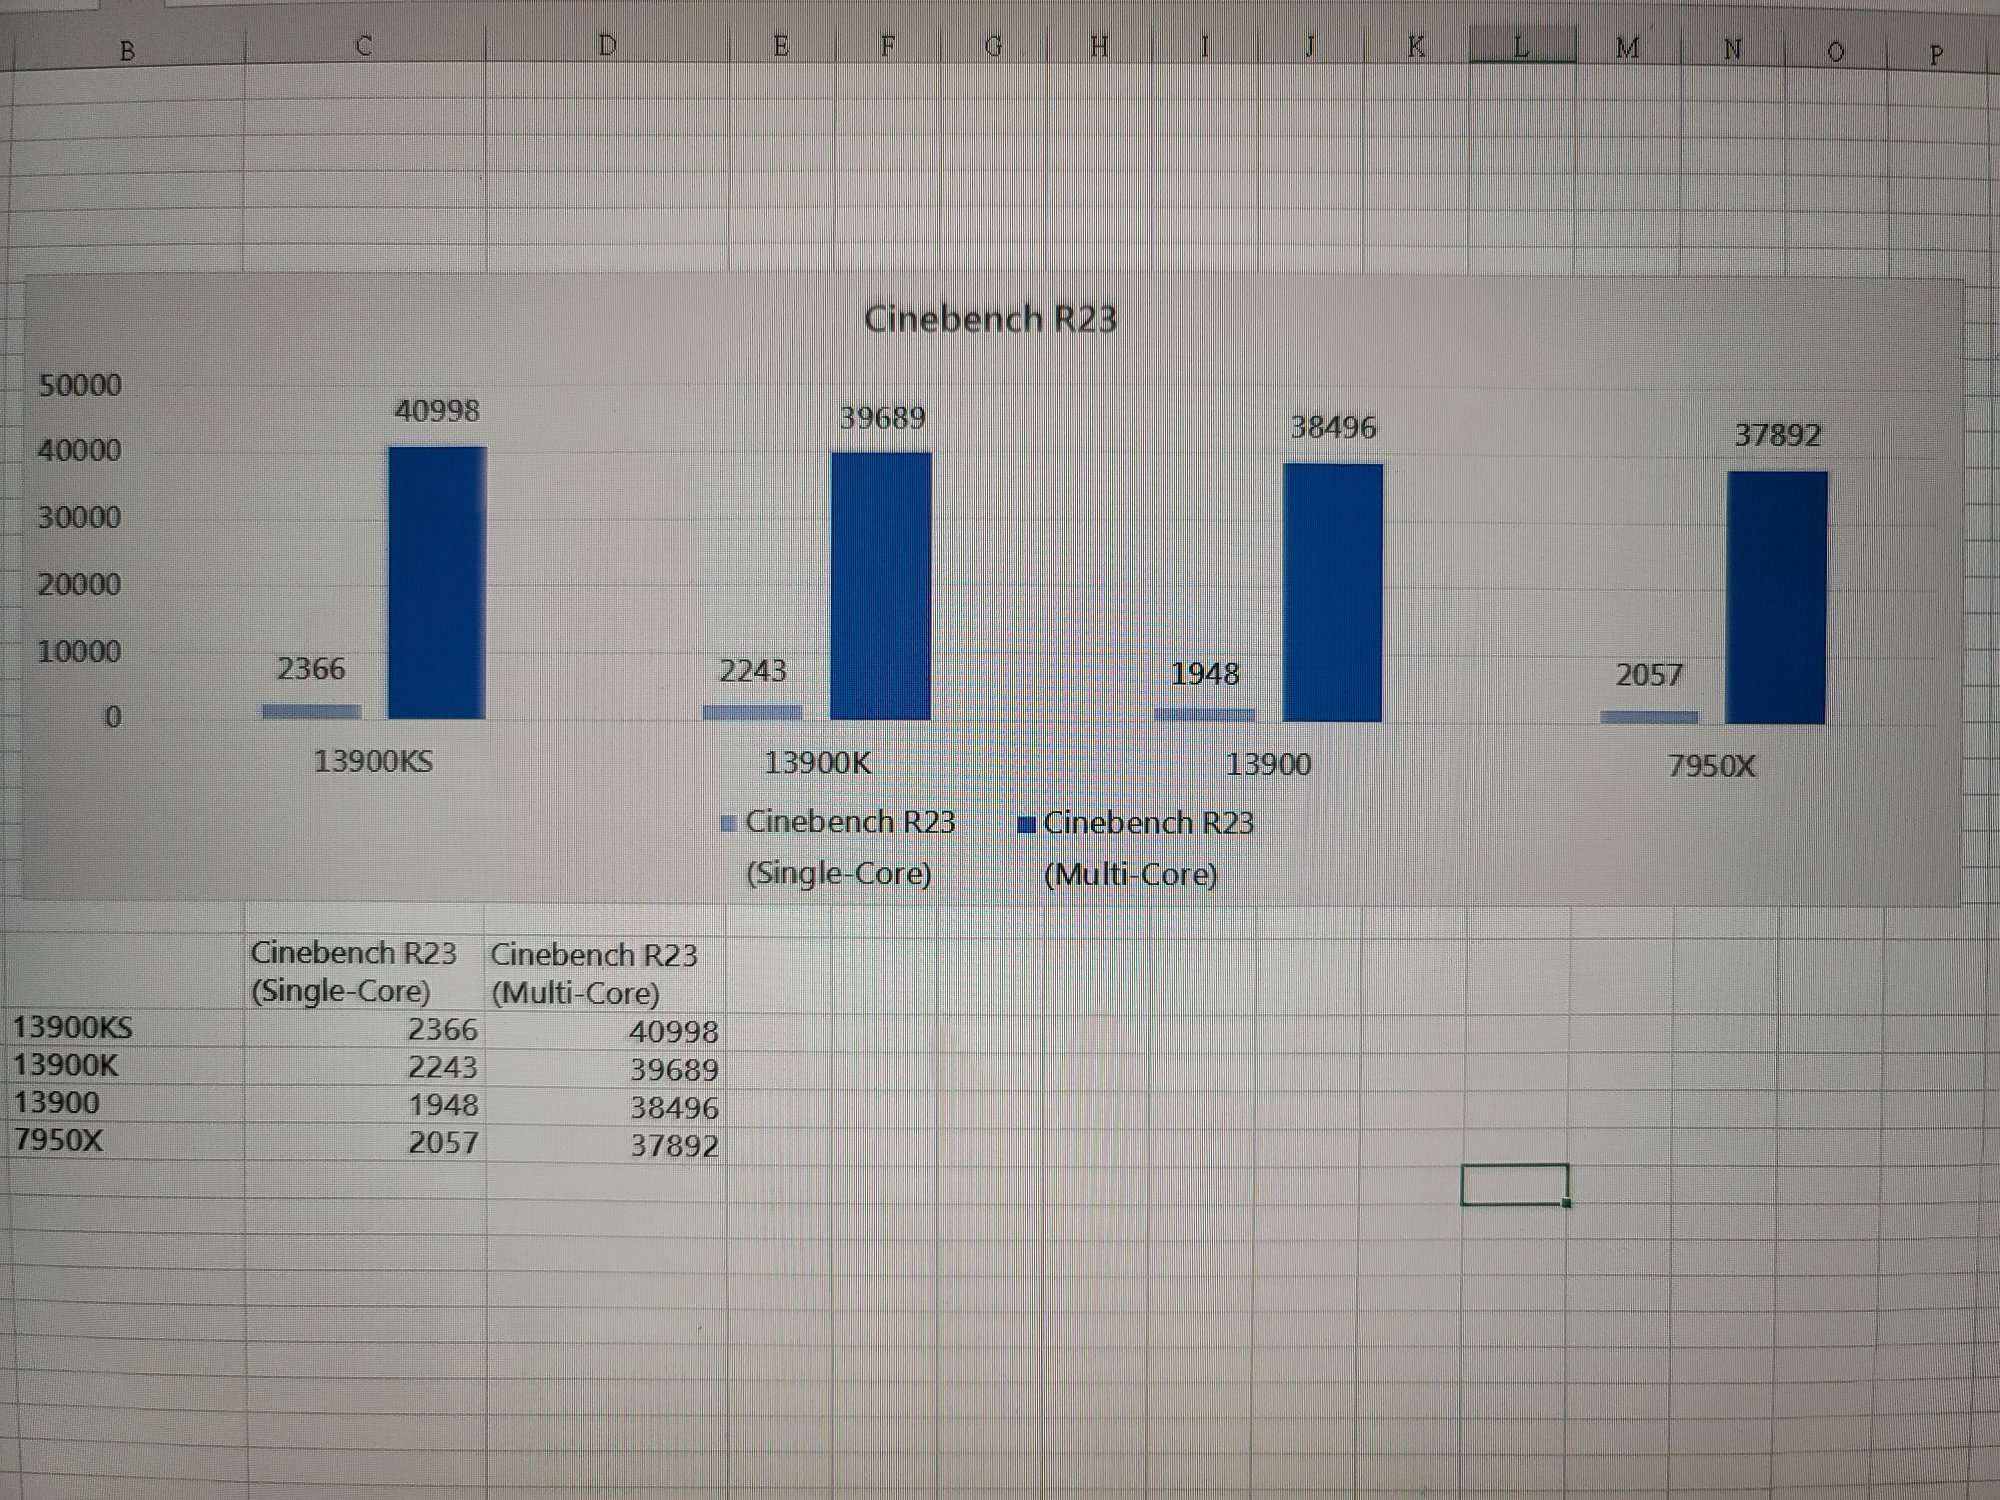 B C D E F G H I J K L M N O P
Cinebench R23
50000
40000
30000
20000
10000
0
40998
39689
38496
37892
2366
2243
1948
2057
13900KS 13900K 13900 7950X
Cinebench R23 (Single-Core)
Cinebench R23 (Multi-Core)
Cinebench R23 (Single-Core) Cinebench R23 (Multi-Core)
13900KS 2366 40998
13900K 2243 39689
13900 1948 38496
7950X 2057 37892